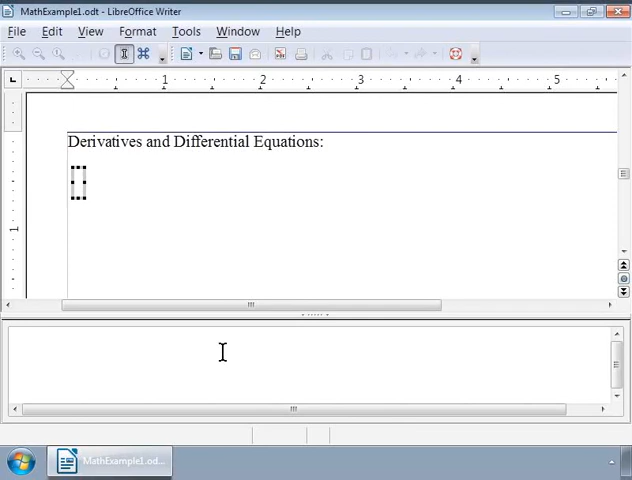 MathExample1.odt - LibreOffice Writer
File Edit View Format Tools Window Help
1 2 3 4 5
Derivatives and Differential Equations:
1
MathExample1.od...